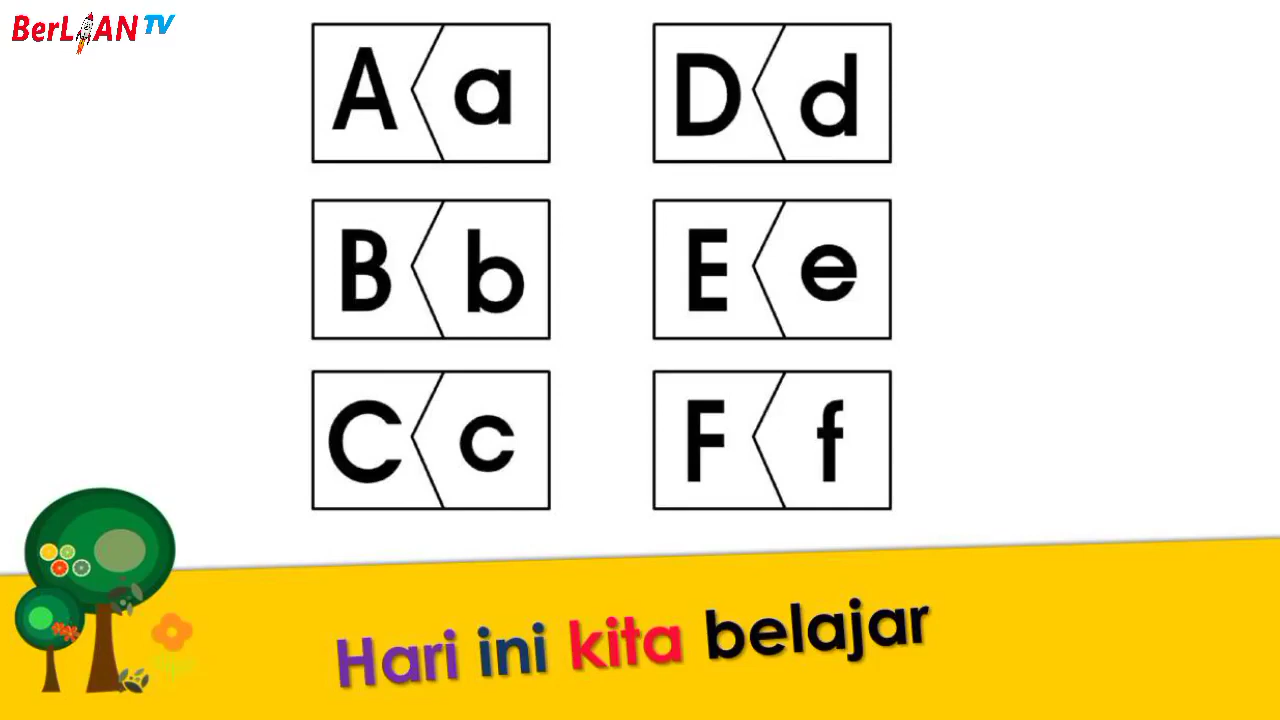 BerLIAN TV
A a
D d
B b
E e
C c
F f
Hari ini kita belajar